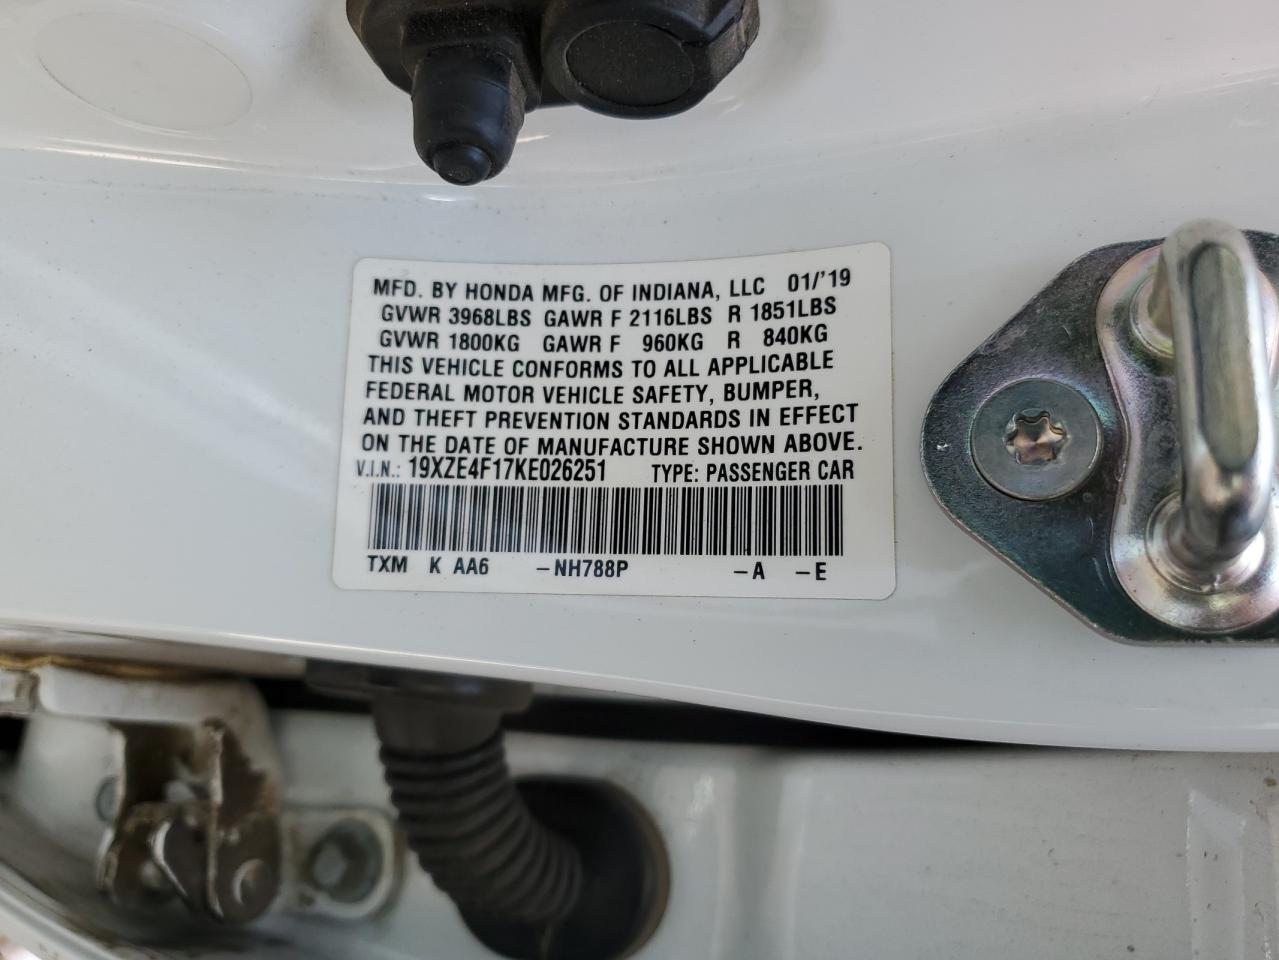 MFD. BY HONDA MFG. OF INDIANA, LLC 01/'19
GVWR 3968LBS GAWR F 2116LBS R 1851LBS
GVWR 1800KG GAWR F 960KG R 840KG
THIS VEHICLE CONFORMS TO ALL APPLICABLE
FEDERAL MOTOR VEHICLE SAFETY, BUMPER,
AND THEFT PREVENTION STANDARDS IN EFFECT
ON THE DATE OF MANUFACTURE SHOWN ABOVE.
V.I.N.: 19XZE4F17KE026251 TYPE: PASSENGER CAR
TXM K AA6 -NH788P -A -E